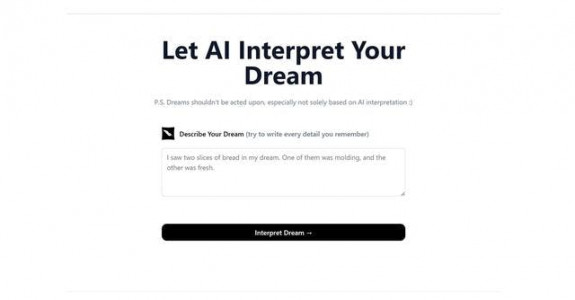 Let AI Interpret Your
Dream
P.S. Dreams shouldn't be acted upon, especially not solely based on AI interpretation :)
Describe Your Dream (try to write every detail you remember)
I saw two slices of bread in my dream. One of them was molding, and the
other was fresh.
Interpret Dream →